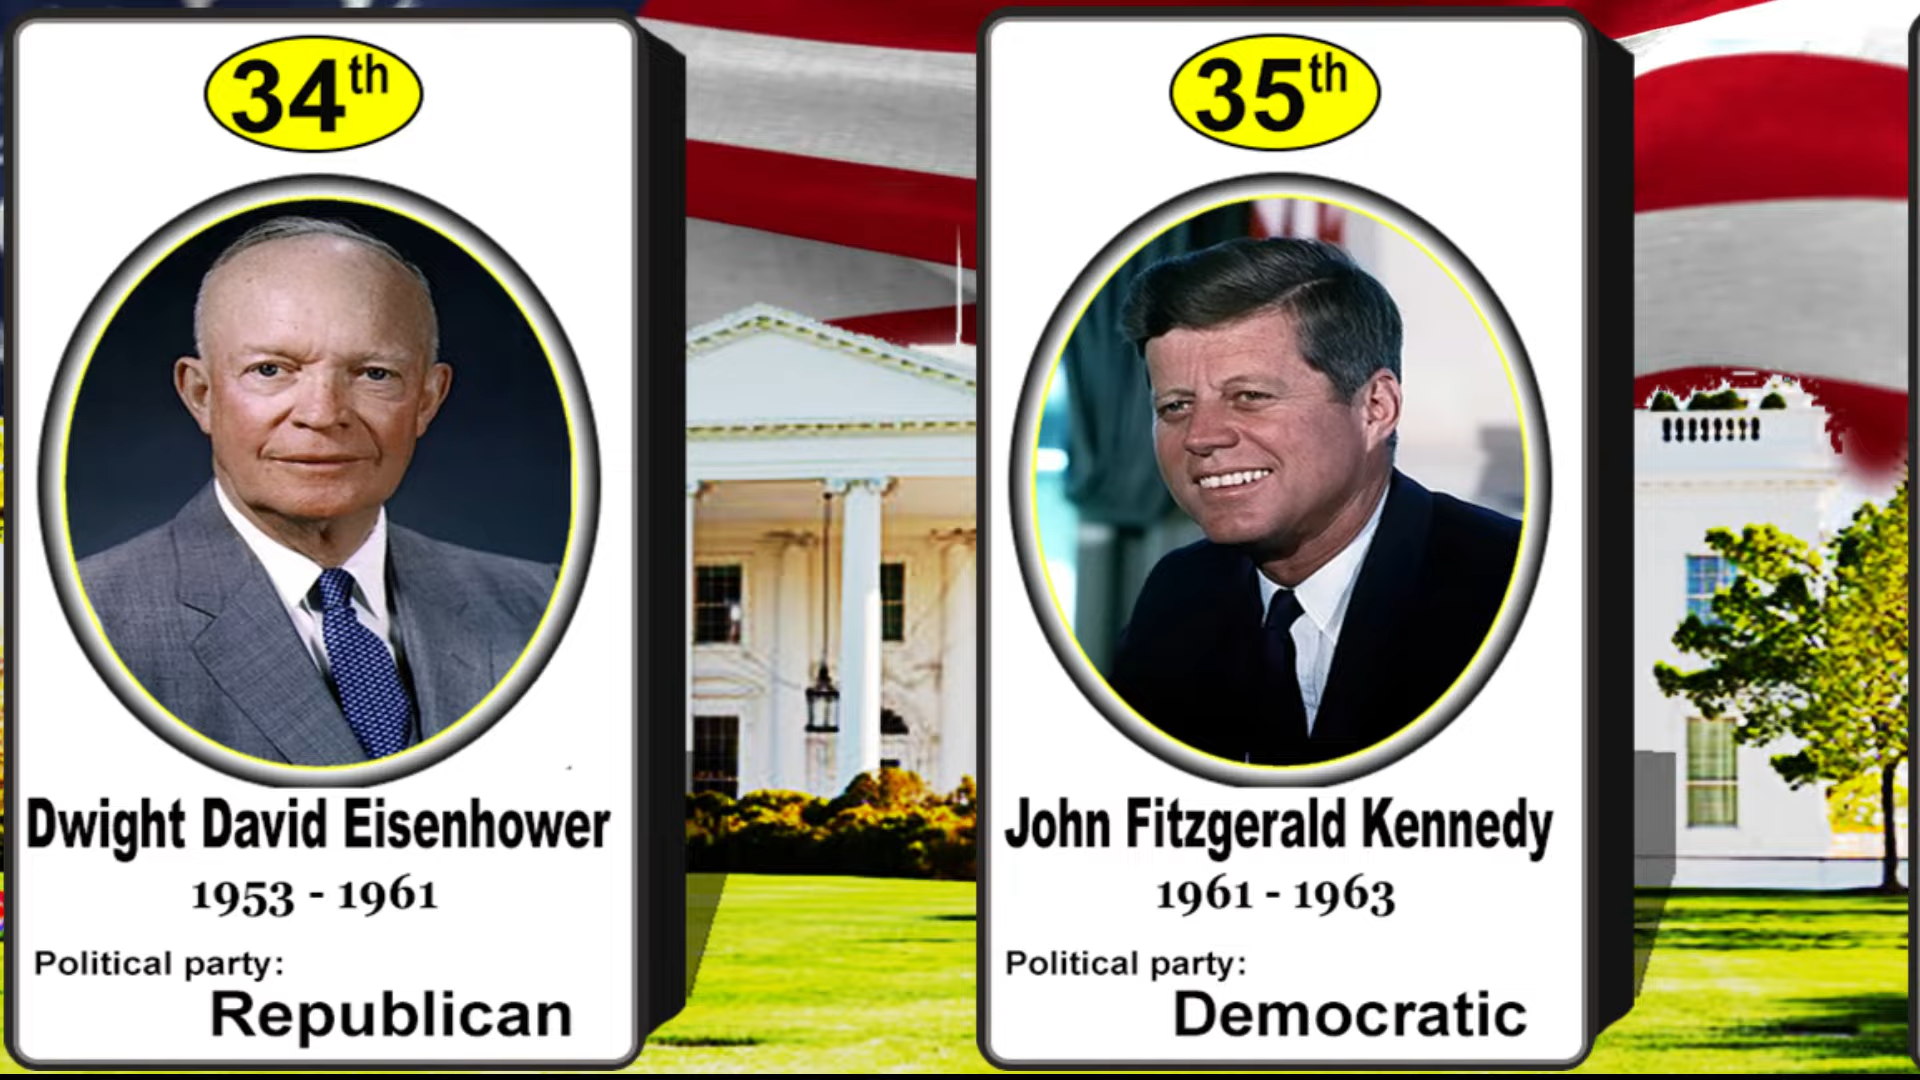 34th
Dwight David Eisenhower
1953 - 1961
Political party:
Republican
35th
John Fitzgerald Kennedy
1961 - 1963
Political party:
Democratic